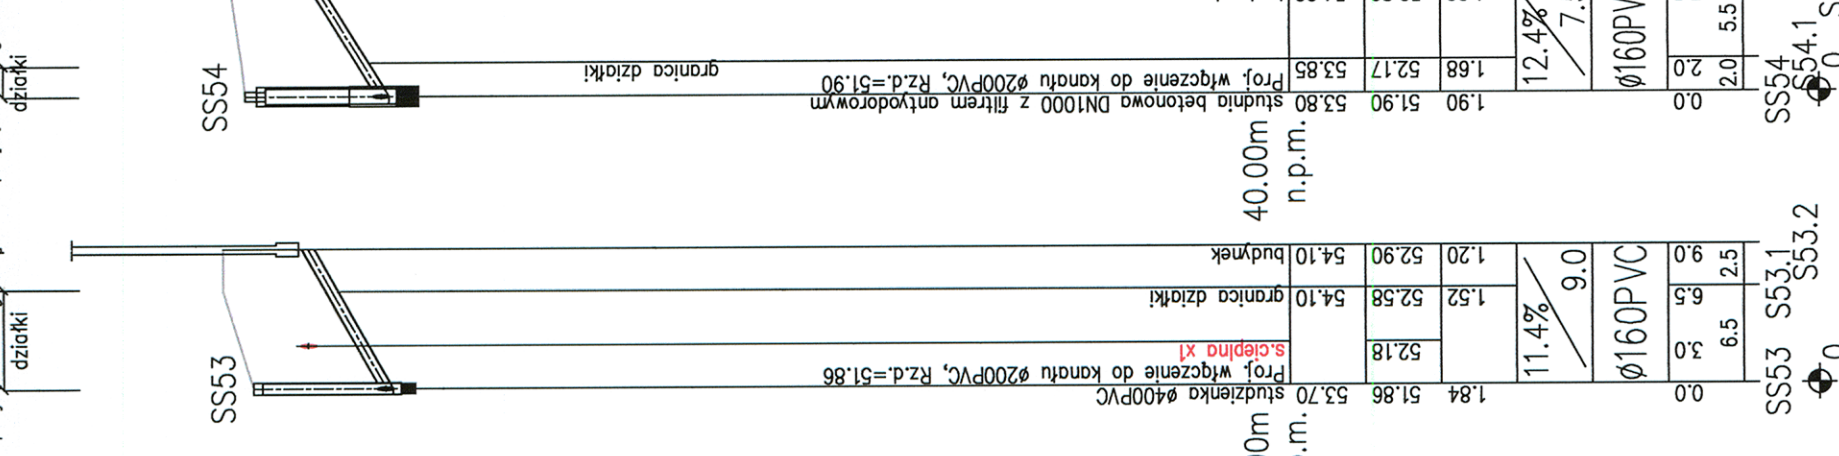 działki
SS54
granica działki
53.85
52.17
1.68
Proj. włączenie do kanału ø200PVC, Rz.d.=51.90
studnia betonowa DN1000 z filtrem antyodorowym
53.80
51.90
1.90
12.4%
ø160PV
5.5
2.0
2.0
0.0
SS54
S54.1
40.00m
n.p.m.
działki
SS53
budynek
54.10
52.90
1.20
granica działki
54.10
52.58
1.52
s.cieplna x1
52.18
Proj. włączenie do kanału ø200PVC, Rz.d.=51.86
studzienka ø400PVC
53.70
51.86
1.84
11.4%
9.0
ø160PVC
9.0
2.5
6.5
6.5
3.0
0.0
SS53
S53.1
S53.2